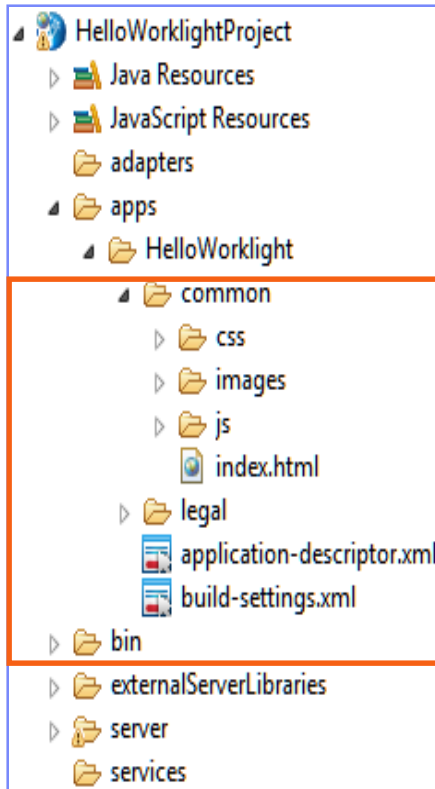 HelloWorklightProject
Java Resources
JavaScript Resources
adapters
apps
HelloWorklight
common
css
images
js
index.html
legal
application-descriptor.xml
build-settings.xml
bin
externalServerLibraries
server
services